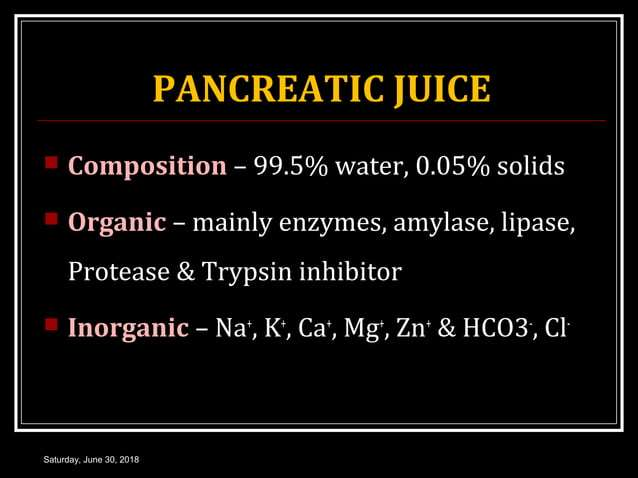 PANCREATIC JUICE
Composition – 99.5% water, 0.05% solids
Organic – mainly enzymes, amylase, lipase,
Protease & Trypsin inhibitor
Inorganic – Na⁺, K⁺, Ca⁺, Mg⁺, Zn⁺ & HCO3⁻, Cl⁻
Saturday, June 30, 2018